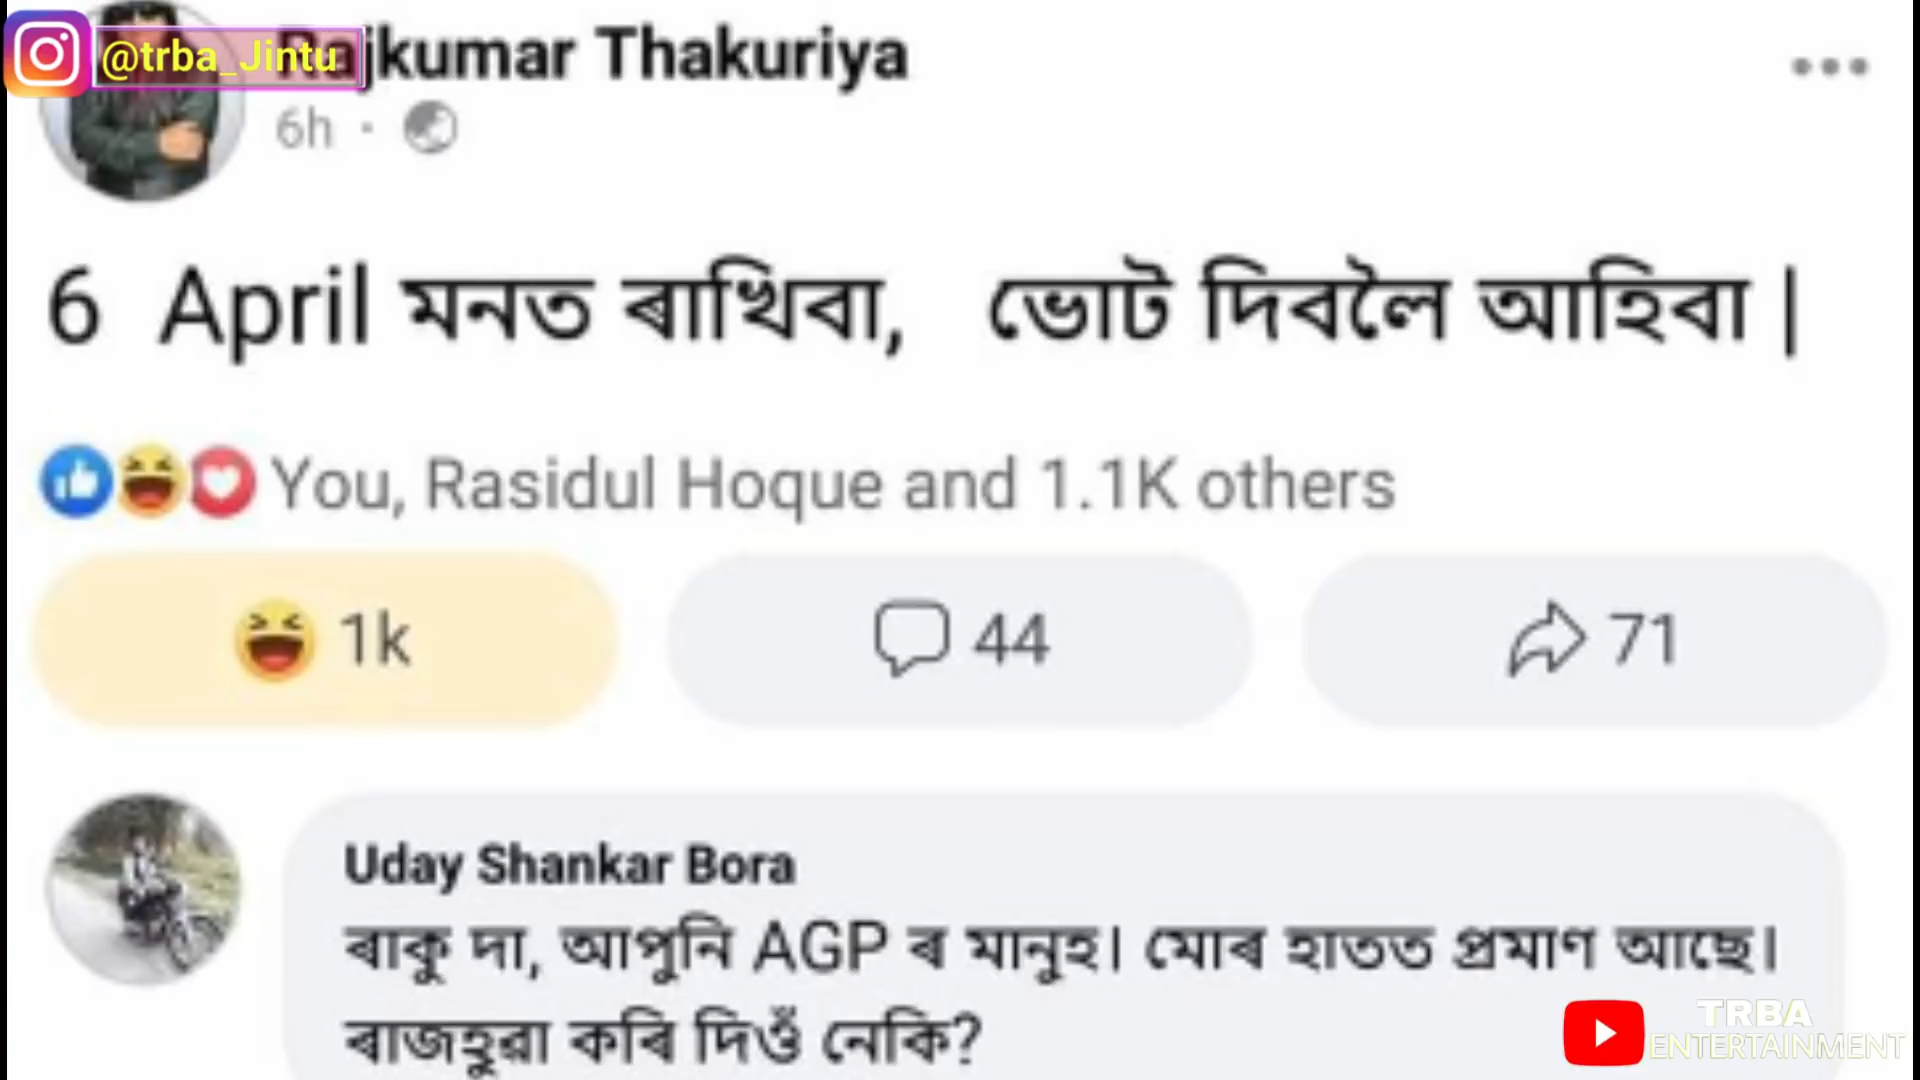 @trba_Jintu
Rajkumar Thakuriya
6h ·
6 April মনত ৰাখিবা, ভোট দিবলৈ আহিবা |
You, Rasidul Hoque and 1.1K others
1k
44
71
Uday Shankar Bora
ৰাকু দা, আপুনি AGP ৰ মানুহ। মোৰ হাতত প্ৰমাণ আছে।
ৰাজহুৱা কৰি দিওঁ নেকি?
TRBA
ENTERTAINMENT